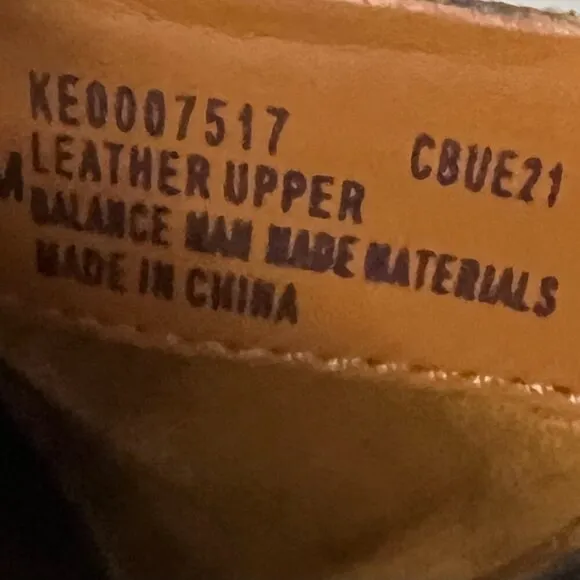 KE0007517 CBUE21
LEATHER UPPER
BALANCE MAN MADE MATERIALS
MADE IN CHINA